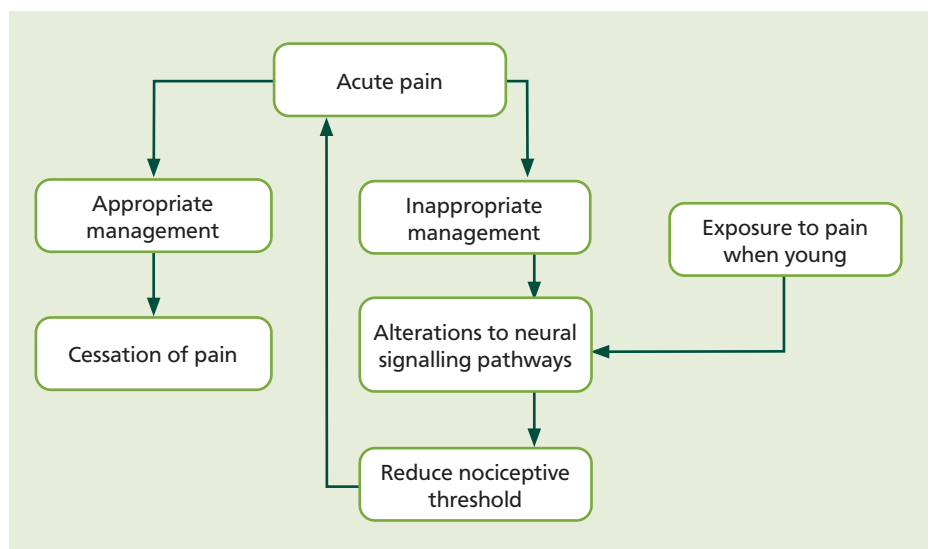 Acute pain
Appropriate
management
Inappropriate
management
Exposure to pain
when young
Cessation of pain
Alterations to neural
signalling pathways
Reduce nociceptive
threshold